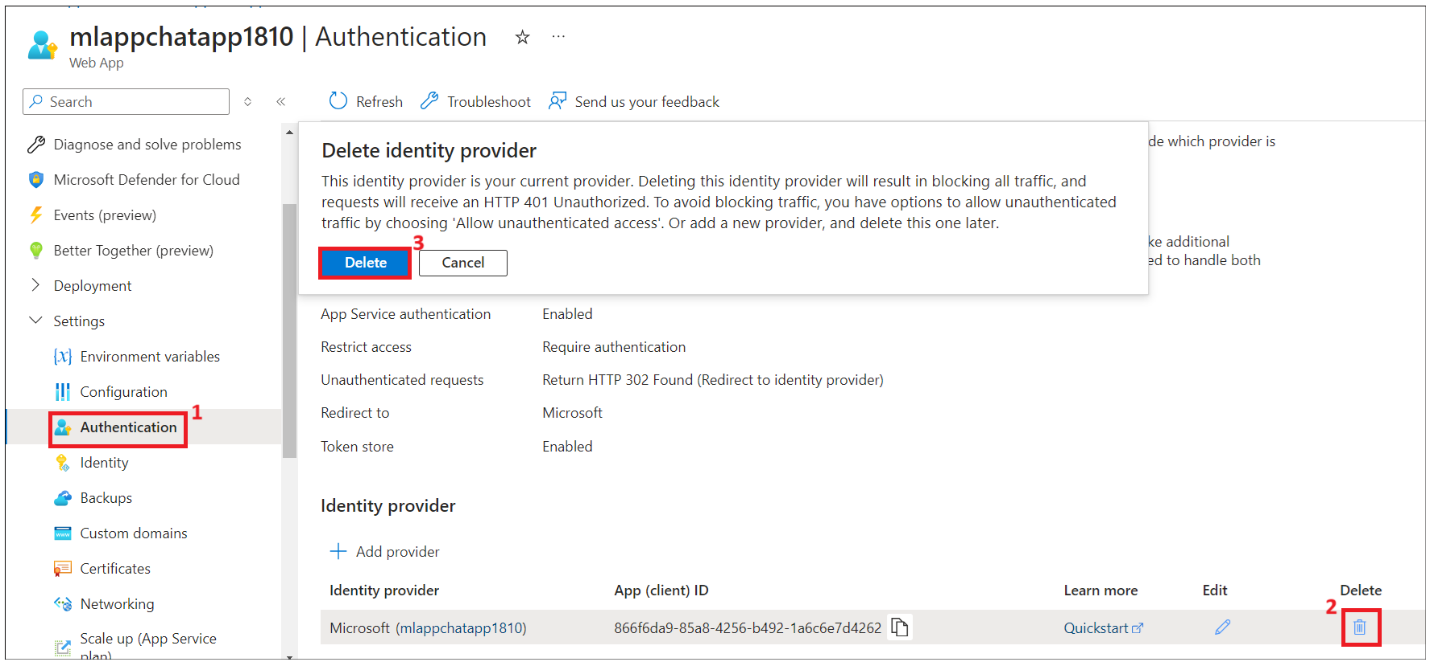 mlappchatapp1810 | Authentication ☆ ...
Web App
Search
Refresh
Troubleshoot
Send us your feedback
Diagnose and solve problems
Microsoft Defender for Cloud
Events (preview)
Better Together (preview)
Deployment
Settings
Environment variables
Configuration
Authentication
1
Identity
Backups
Custom domains
Certificates
Networking
Scale up (App Service
plan)
Delete identity provider
This identity provider is your current provider. Deleting this identity provider will result in blocking all traffic, and
requests will receive an HTTP 401 Unauthorized. To avoid blocking traffic, you have options to allow unauthenticated
traffic by choosing 'Allow unauthenticated access'. Or add a new provider, and delete this one later.
3
Delete
Cancel
de which provider is
ke additional
ed to handle both
App Service authentication Enabled
Restrict access Require authentication
Unauthenticated requests Return HTTP 302 Found (Redirect to identity provider)
Redirect to Microsoft
Token store Enabled
Identity provider
Add provider
Identity provider App (client) ID Learn more Edit Delete
2
Microsoft (mlappchatapp1810) 866f6da9-85a8-4256-b492-1a6c6e7d4262 Quickstart